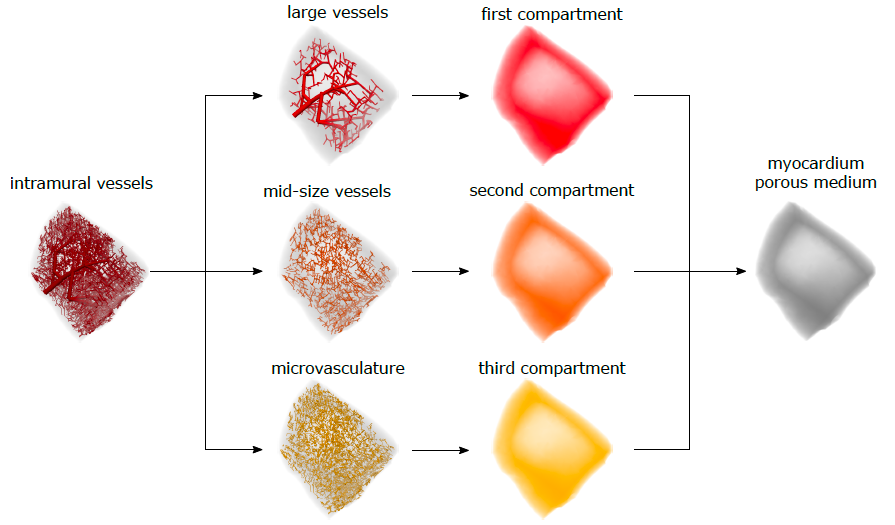 large vessels
first compartment
intramural vessels
mid-size vessels
second compartment
myocardium
porous medium
microvasculature
third compartment